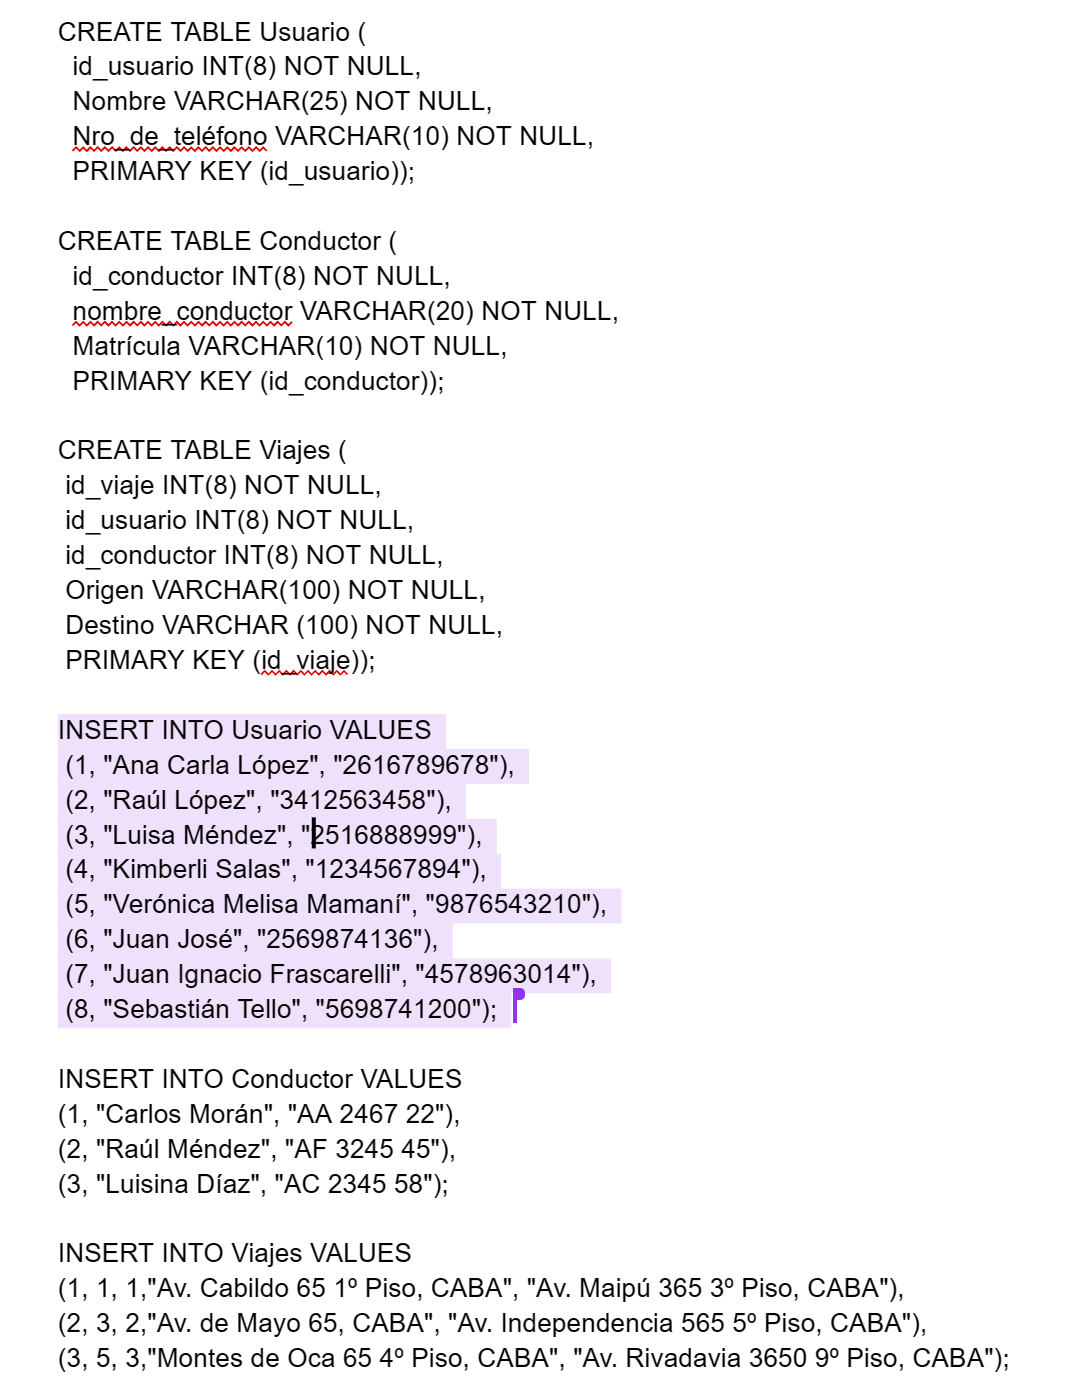 CREATE TABLE Usuario (
id_usuario INT(8) NOT NULL,
Nombre VARCHAR(25) NOT NULL,
Nro_de_teléfono VARCHAR(10) NOT NULL,
PRIMARY KEY (id_usuario));
CREATE TABLE Conductor (
id_conductor INT(8) NOT NULL,
nombre_conductor VARCHAR(20) NOT NULL,
Matrícula VARCHAR(10) NOT NULL,
PRIMARY KEY (id_conductor));
CREATE TABLE Viajes (
id_viaje INT(8) NOT NULL,
id_usuario INT(8) NOT NULL,
id_conductor INT(8) NOT NULL,
Origen VARCHAR(100) NOT NULL,
Destino VARCHAR (100) NOT NULL,
PRIMARY KEY (id_viaje));
INSERT INTO Usuario VALUES
(1, "Ana Carla López", "2616789678"),
(2, "Raúl López", "3412563458"),
(3, "Luisa Méndez", "2516888999"),
(4, "Kimberli Salas", "1234567894"),
(5, "Verónica Melisa Mamaní", "9876543210"),
(6, "Juan José", "2569874136"),
(7, "Juan Ignacio Frascarelli", "4578963014"),
(8, "Sebastián Tello", "5698741200");
INSERT INTO Conductor VALUES
(1, "Carlos Morán", "AA 2467 22"),
(2, "Raúl Méndez", "AF 3245 45"),
(3, "Luisina Díaz", "AC 2345 58");
INSERT INTO Viajes VALUES
(1, 1, 1,"Av. Cabildo 65 1º Piso, CABA", "Av. Maipú 365 3º Piso, CABA"),
(2, 3, 2,"Av. de Mayo 65, CABA", "Av. Independencia 565 5º Piso, CABA"),
(3, 5, 3,"Montes de Oca 65 4º Piso, CABA", "Av. Rivadavia 3650 9º Piso, CABA");